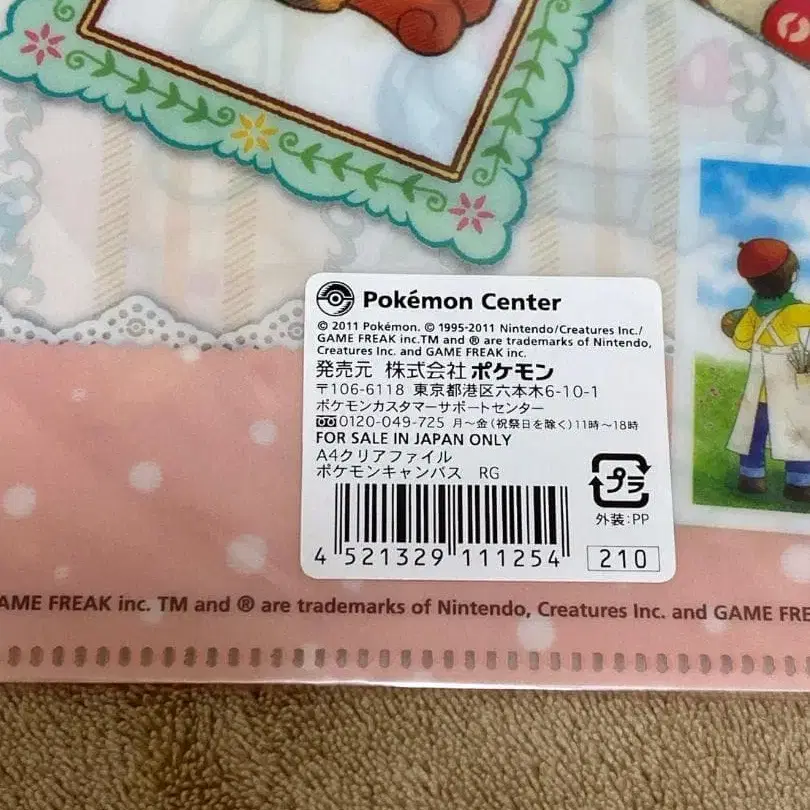 Pokémon Center
© 2011 Pokémon. © 1995-2011 Nintendo/Creatures Inc./
GAME FREAK inc.TM and ® are trademarks of Nintendo,
Creatures Inc. and GAME FREAK inc.
発売元 株式会社ポケモン
〒106-6118 東京都港区六本木6-10-1
ポケモンカスタマーサポートセンター
0120-049-725 月～金(祝祭日を除く)11時～18時
FOR SALE IN JAPAN ONLY
A4クリアファイル
ポケモンキャンバス RG
プラ
外装:PP
4 521329 111254
210
AME FREAK inc. TM and ® are trademarks of Nintendo, Creatures Inc. and GAME FRE